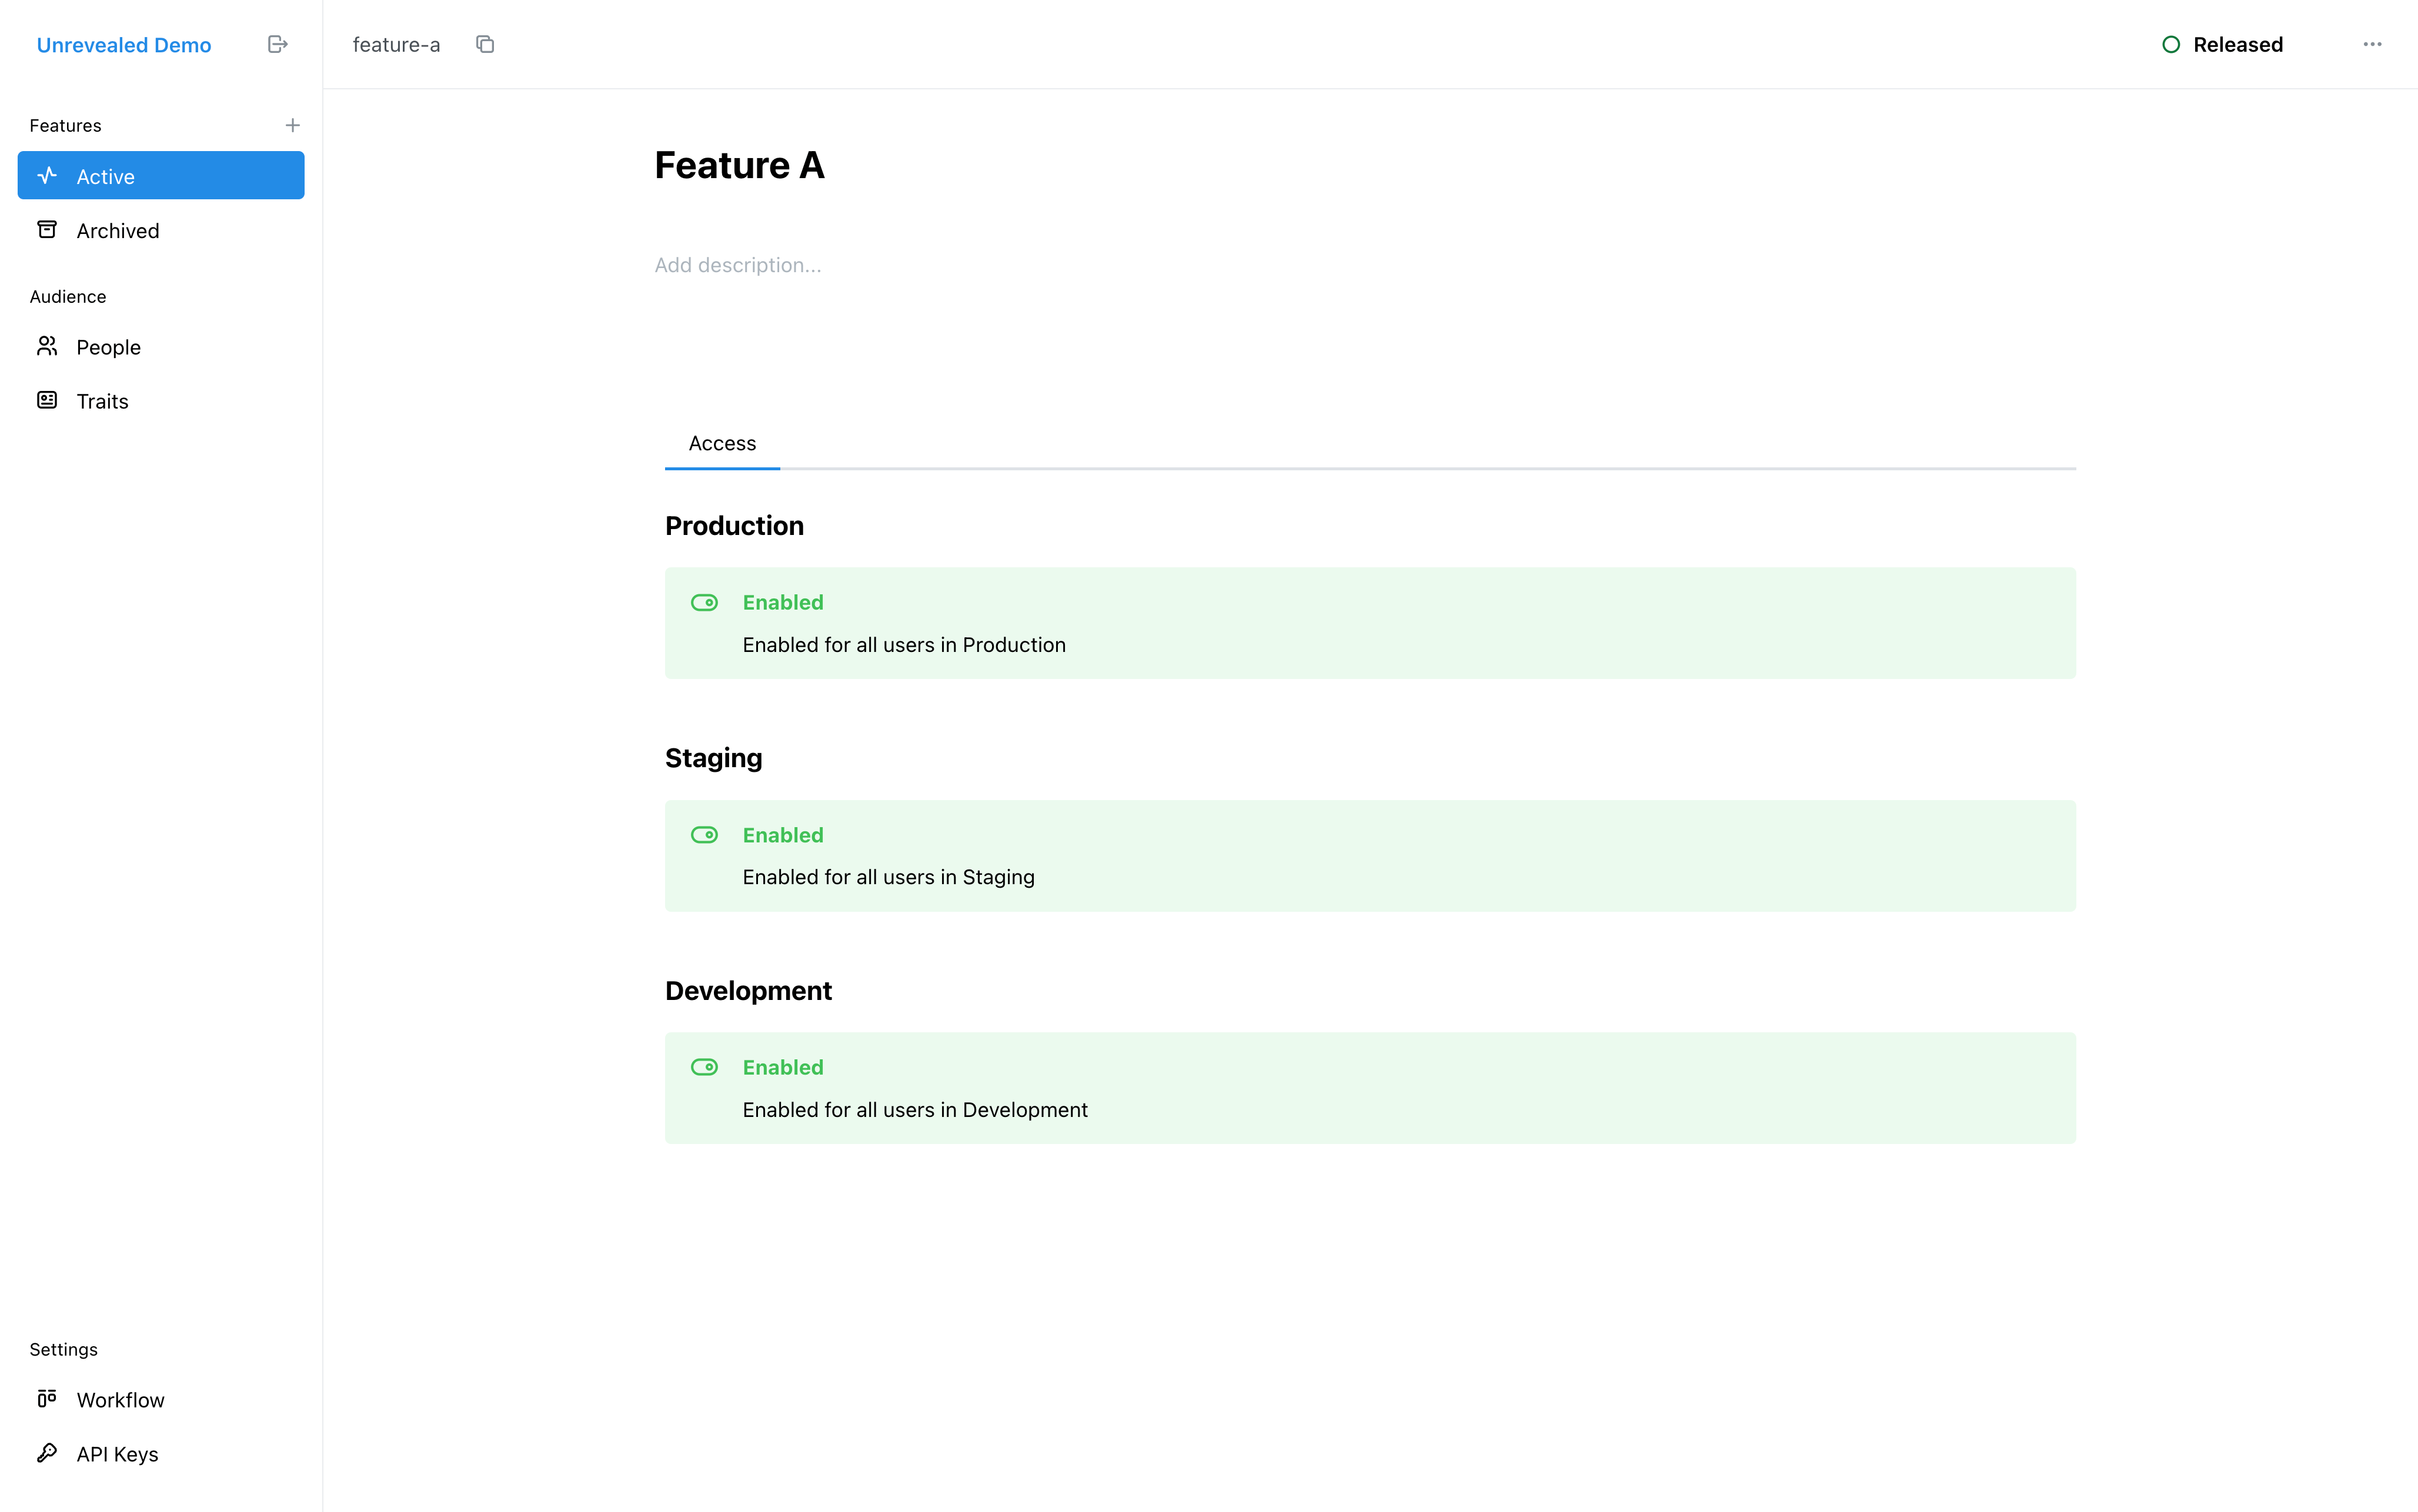 Unrevealed Demo
Features
Active
Archived
Audience
People
Traits
Settings
Workflow
API Keys
feature-a
Released
Feature A
Add description...
Access
Production
Enabled
Enabled for all users in Production
Staging
Enabled
Enabled for all users in Staging
Development
Enabled
Enabled for all users in Development